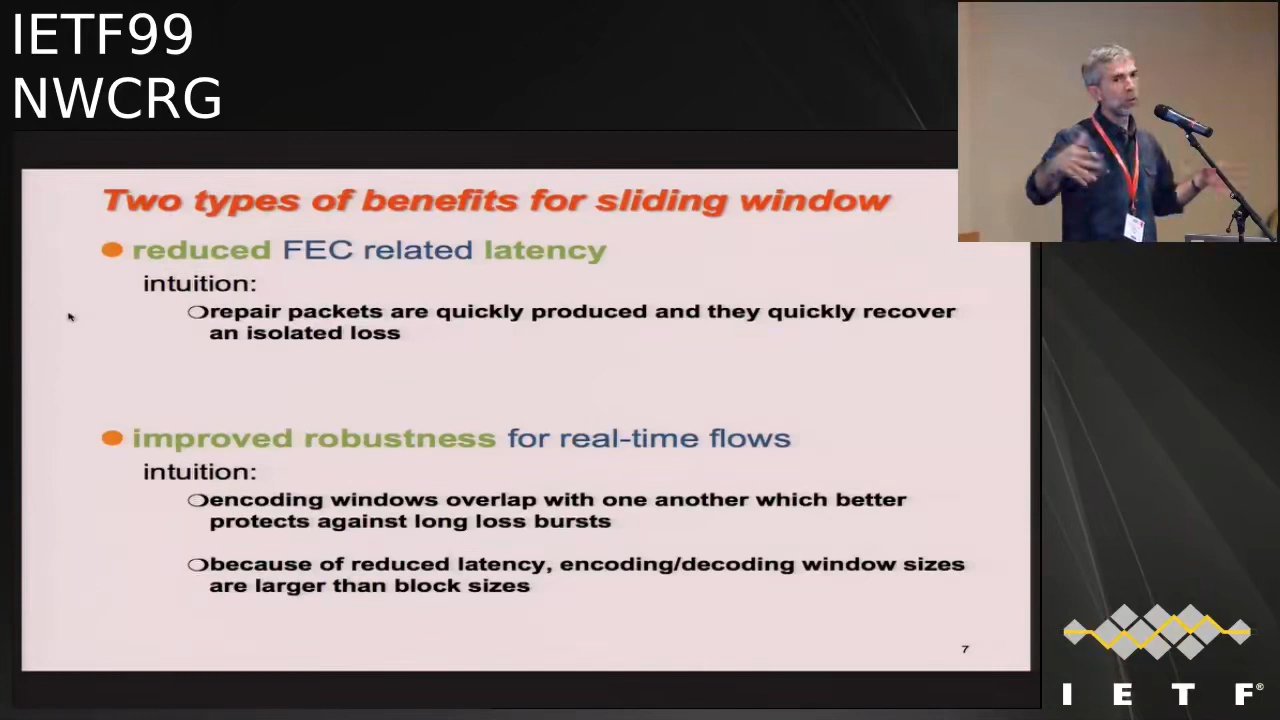 IETF99
NWCRG
Two types of benefits for sliding window
reduced FEC related latency
intuition:
repair packets are quickly produced and they quickly recover
an isolated loss
improved robustness for real-time flows
intuition:
encoding windows overlap with one another which better
protects against long loss bursts
because of reduced latency, encoding/decoding window sizes
are larger than block sizes
7
I E T F®